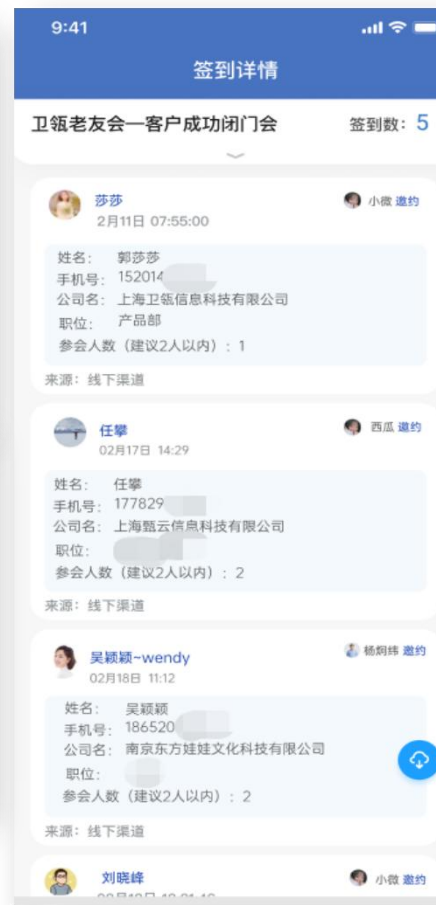 9:41
签到详情
卫瓴老友会—客户成功闭门会 签到数：5
莎莎 小微 邀约
2月11日 07:55:00
姓名： 郭莎莎
手机号： 152014
公司名： 上海卫瓴信息科技有限公司
职位： 产品部
参会人数（建议2人以内）：1
来源：线下渠道
任攀 西瓜 邀约
02月17日 14:29
姓名： 任攀
手机号： 177829
公司名： 上海甄云信息科技有限公司
职位：
参会人数（建议2人以内）：2
来源：线下渠道
吴颖颖~wendy 杨炯纬 邀约
02月18日 11:12
姓名： 吴颖颖
手机号： 186520
公司名： 南京东方娃娃文化科技有限公司
职位：
参会人数（建议2人以内）：2
来源：线下渠道
刘晓峰 小微 邀约